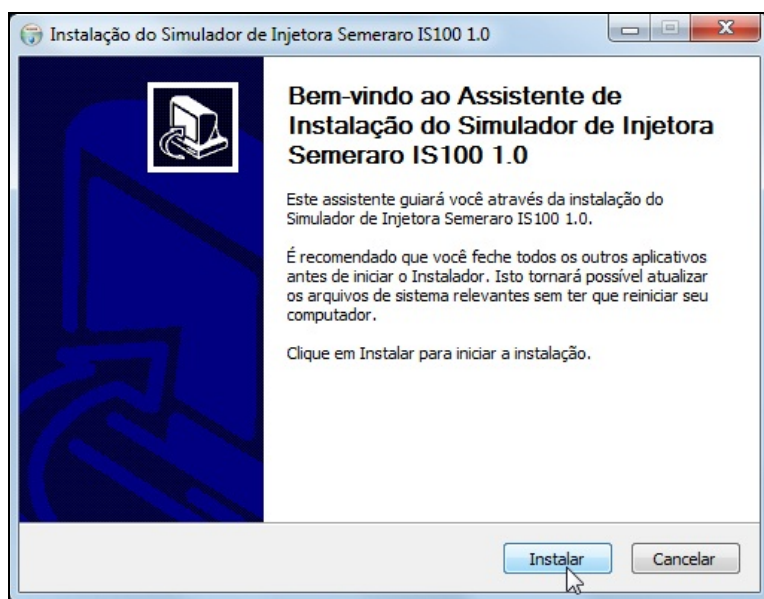 Instalação do Simulador de Injetora Semeraro IS100 1.0
Bem-vindo ao Assistente de
Instalação do Simulador de Injetora
Semeraro IS100 1.0
Este assistente guiará você através da instalação do
Simulador de Injetora Semeraro IS100 1.0.
É recomendado que você feche todos os outros aplicativos
antes de iniciar o Instalador. Isto tornará possível atualizar
os arquivos de sistema relevantes sem ter que reiniciar seu
computador.
Clique em Instalar para iniciar a instalação.
Instalar
Cancelar